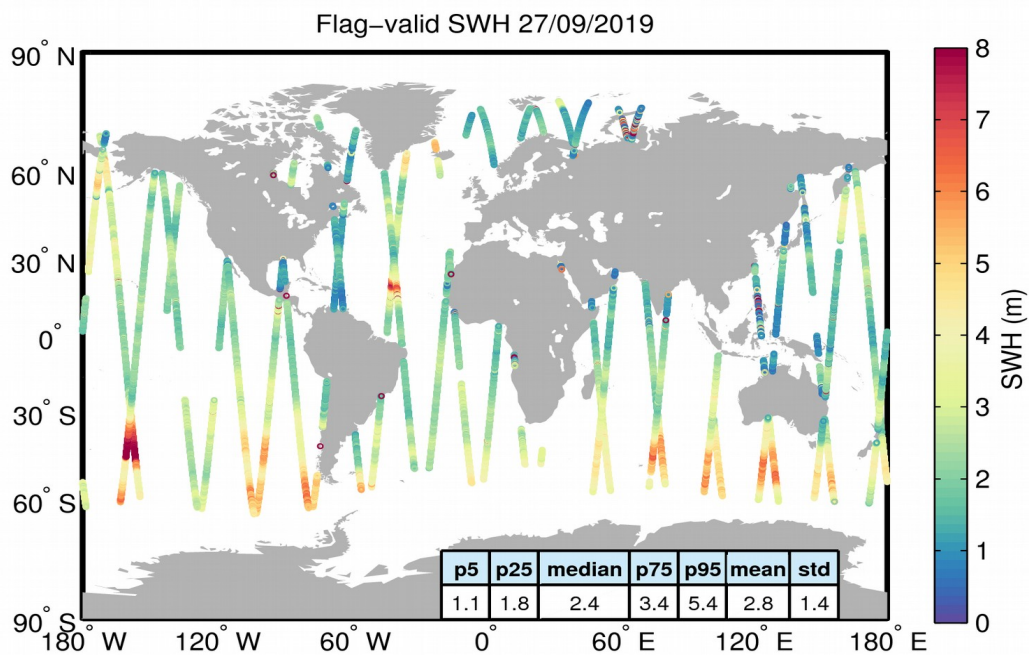 Flag−valid SWH 27/09/2019
90° N
60° N
30° N
0°
30° S
60° S
90° S
180° W
120° W
60° W
0°
60° E
120° E
180° E
p5 p25 median p75 p95 mean std
1.1 1.8 2.4 3.4 5.4 2.8 1.4
8
7
6
5
4
3
2
1
0
SWH (m)